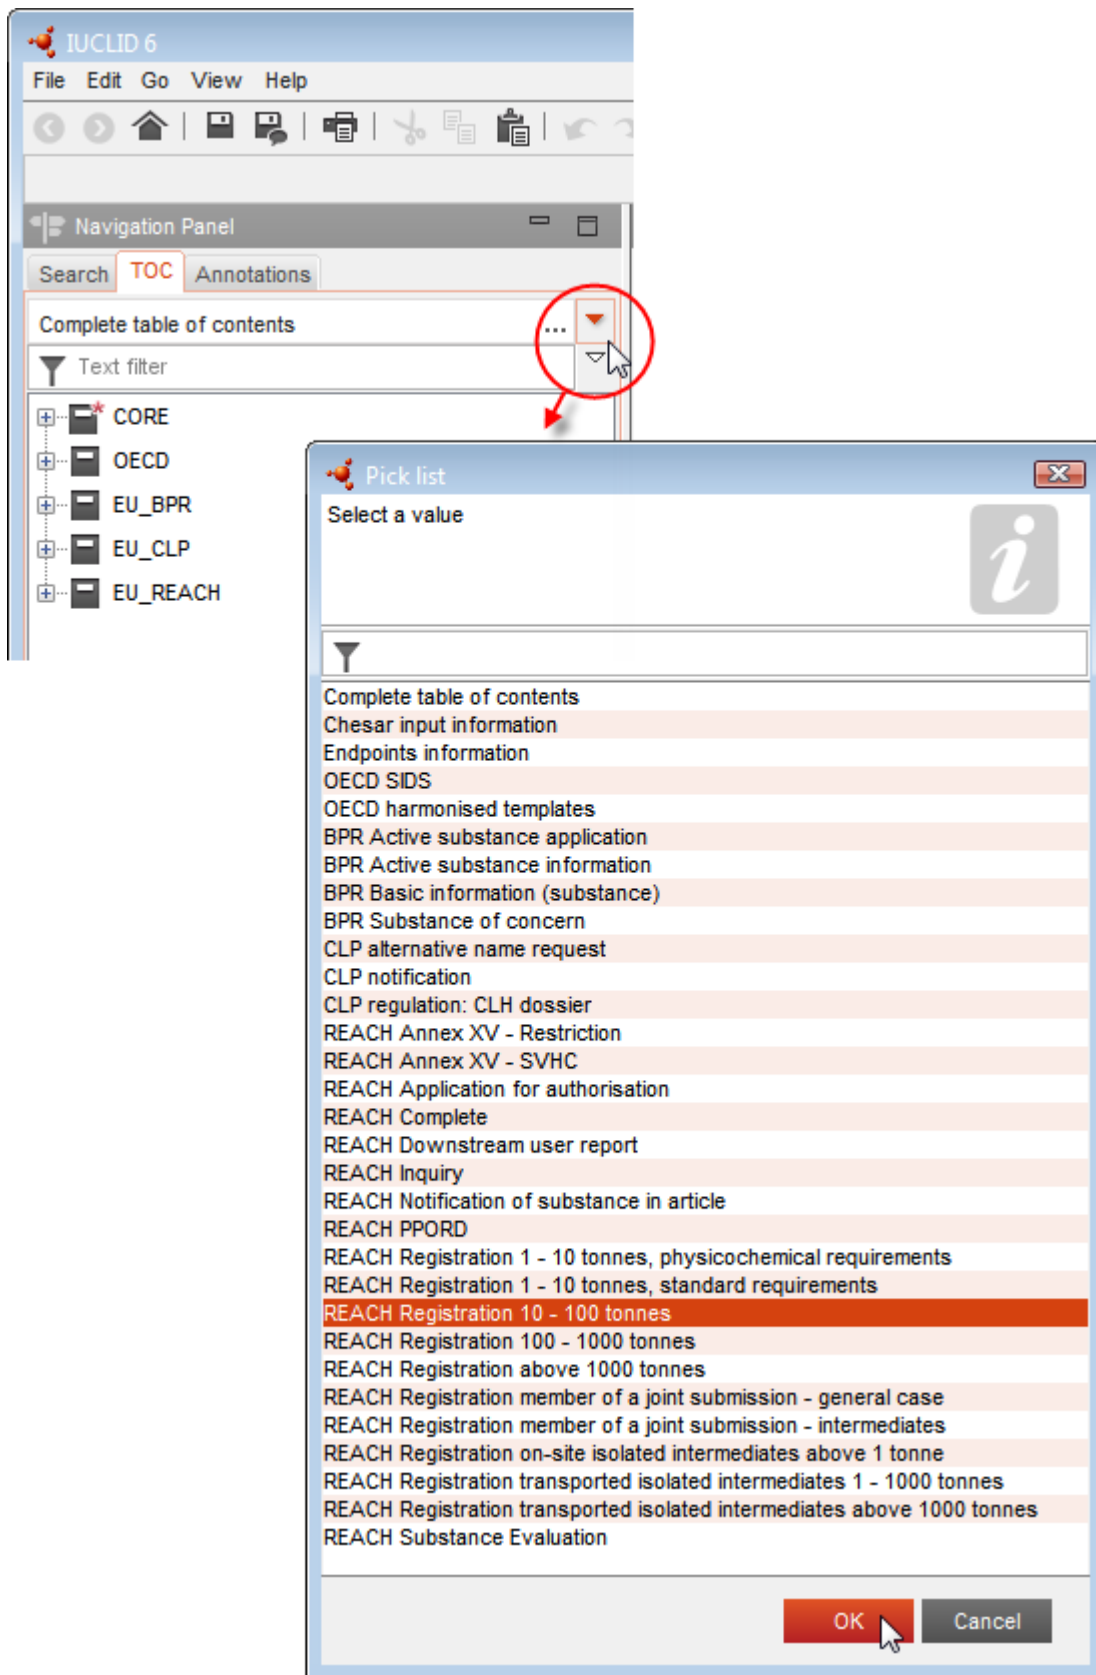 IUCLID 6
File Edit Go View Help
Navigation Panel
Search TOC Annotations
Complete table of contents ...
Text filter
CORE
OECD
EU_BPR
EU_CLP
EU_REACH
Pick list
Select a value
Complete table of contents
Chesar input information
Endpoints information
OECD SIDS
OECD harmonised templates
BPR Active substance application
BPR Active substance information
BPR Basic information (substance)
BPR Substance of concern
CLP alternative name request
CLP notification
CLP regulation: CLH dossier
REACH Annex XV - Restriction
REACH Annex XV - SVHC
REACH Application for authorisation
REACH Complete
REACH Downstream user report
REACH Inquiry
REACH Notification of substance in article
REACH PPORD
REACH Registration 1 - 10 tonnes, physicochemical requirements
REACH Registration 1 - 10 tonnes, standard requirements
REACH Registration 10 - 100 tonnes
REACH Registration 100 - 1000 tonnes
REACH Registration above 1000 tonnes
REACH Registration member of a joint submission - general case
REACH Registration member of a joint submission - intermediates
REACH Registration on-site isolated intermediates above 1 tonne
REACH Registration transported isolated intermediates 1 - 1000 tonnes
REACH Registration transported isolated intermediates above 1000 tonnes
REACH Substance Evaluation
OK Cancel